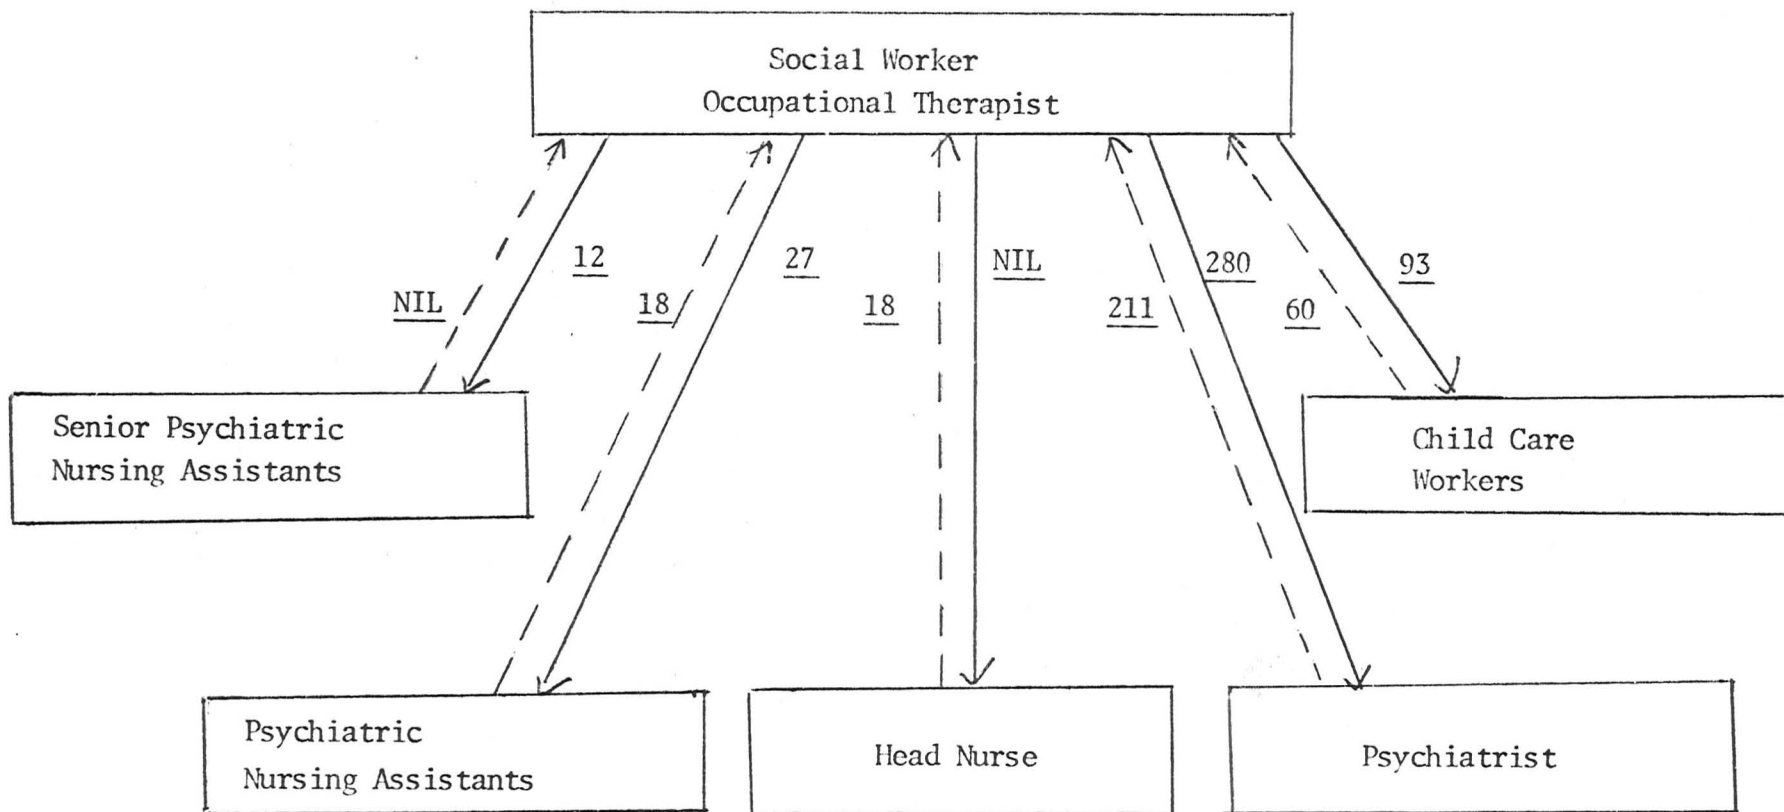 Social Worker
Occupational Therapist
12
27
NIL
280
93
NIL
18
18
211
60
Senior Psychiatric
Nursing Assistants
Child Care
Workers
Psychiatric
Nursing Assistants
Head Nurse
Psychiatrist